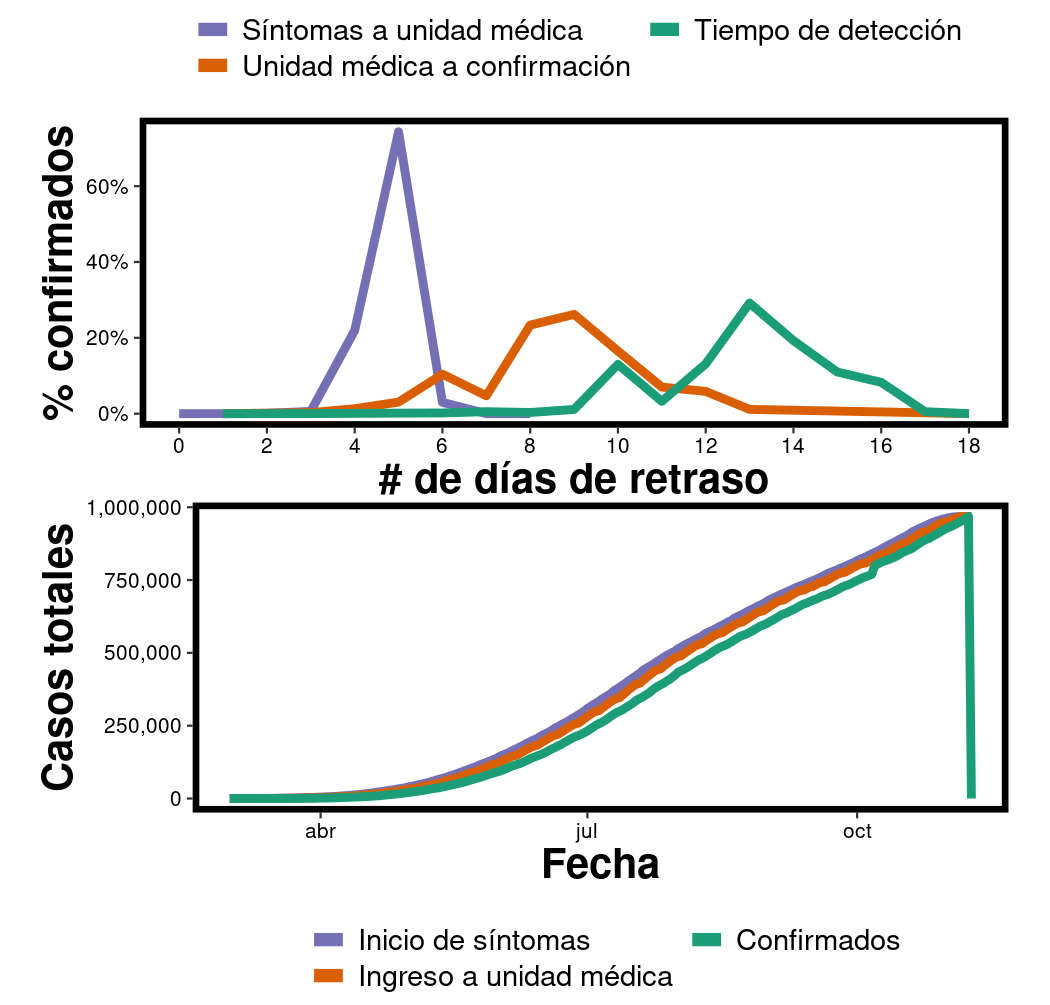 Síntomas a unidad médica
Tiempo de detección
Unidad médica a confirmación
% confirmados
60%
40%
20%
0%
0 2 4 6 8 10 12 14 16 18
# de días de retraso
Casos totales
1,000,000
750,000
500,000
250,000
0
abr jul oct
Fecha
Inicio de síntomas
Confirmados
Ingreso a unidad médica